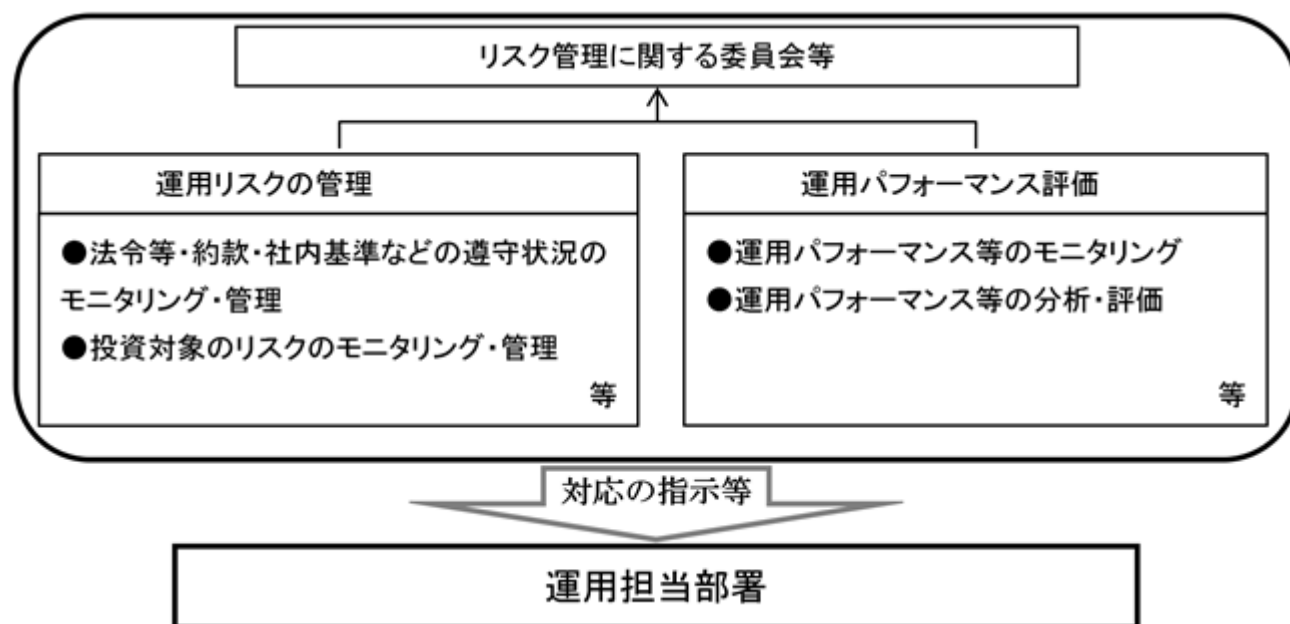 リスク管理に関する委員会等
運用リスクの管理
●法令等・約款・社内基準などの遵守状況の
モニタリング・管理
●投資対象のリスクのモニタリング・管理
等
運用パフォーマンス評価
●運用パフォーマンス等のモニタリング
●運用パフォーマンス等の分析・評価
等
対応の指示等
運用担当部署